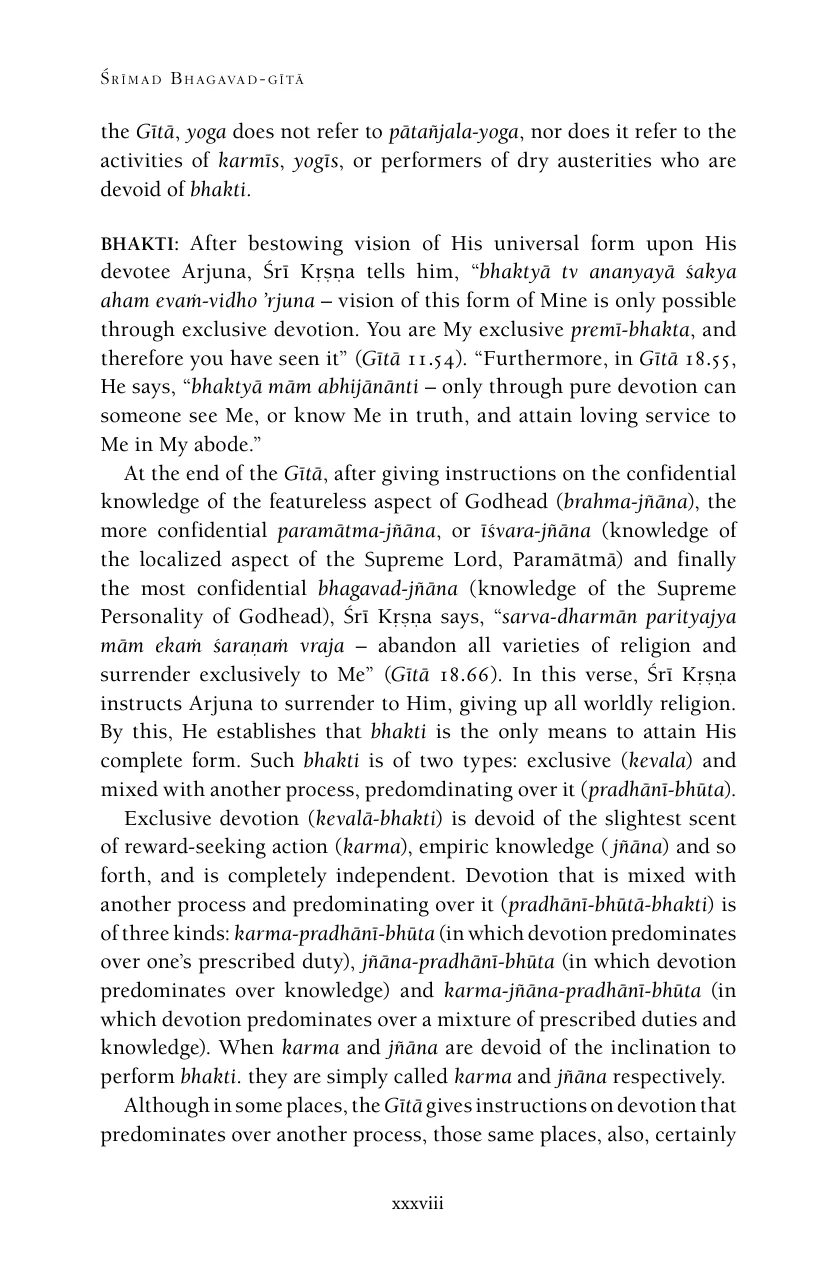 Śrīmad Bhagavad-gītā
the Gītā, yoga does not refer to pātañjala-yoga, nor does it refer to the
activities of karmīs, yogīs, or performers of dry austerities who are
devoid of bhakti.
BHAKTI: After bestowing vision of His universal form upon His
devotee Arjuna, Śrī Kṛṣṇa tells him, “bhaktyā tv ananyayā śakya
aham evaṁ-vidho ’rjuna – vision of this form of Mine is only possible
through exclusive devotion. You are My exclusive premī-bhakta, and
therefore you have seen it” (Gītā 11.54). “Furthermore, in Gītā 18.55,
He says, “bhaktyā mām abhijānānti – only through pure devotion can
someone see Me, or know Me in truth, and attain loving service to
Me in My abode.”
At the end of the Gītā, after giving instructions on the confidential
knowledge of the featureless aspect of Godhead (brahma-jñāna), the
more confidential paramātma-jñāna, or īśvara-jñāna (knowledge of
the localized aspect of the Supreme Lord, Paramātmā) and finally
the most confidential bhagavad-jñāna (knowledge of the Supreme
Personality of Godhead), Śrī Kṛṣṇa says, “sarva-dharmān parityajya
mām ekaṁ śaraṇaṁ vraja – abandon all varieties of religion and
surrender exclusively to Me” (Gītā 18.66). In this verse, Śrī Kṛṣṇa
instructs Arjuna to surrender to Him, giving up all worldly religion.
By this, He establishes that bhakti is the only means to attain His
complete form. Such bhakti is of two types: exclusive (kevala) and
mixed with another process, predomdinating over it (pradhānī-bhūta).
Exclusive devotion (kevalā-bhakti) is devoid of the slightest scent
of reward-seeking action (karma), empiric knowledge ( jñāna) and so
forth, and is completely independent. Devotion that is mixed with
another process and predominating over it (pradhānī-bhūtā-bhakti) is
of three kinds: karma-pradhānī-bhūta (in which devotion predominates
over one’s prescribed duty), jñāna-pradhānī-bhūta (in which devotion
predominates over knowledge) and karma-jñāna-pradhānī-bhūta (in
which devotion predominates over a mixture of prescribed duties and
knowledge). When karma and jñāna are devoid of the inclination to
perform bhakti. they are simply called karma and jñāna respectively.
Although in some places, the Gītā gives instructions on devotion that
predominates over another process, those same places, also, certainly
xxxviii